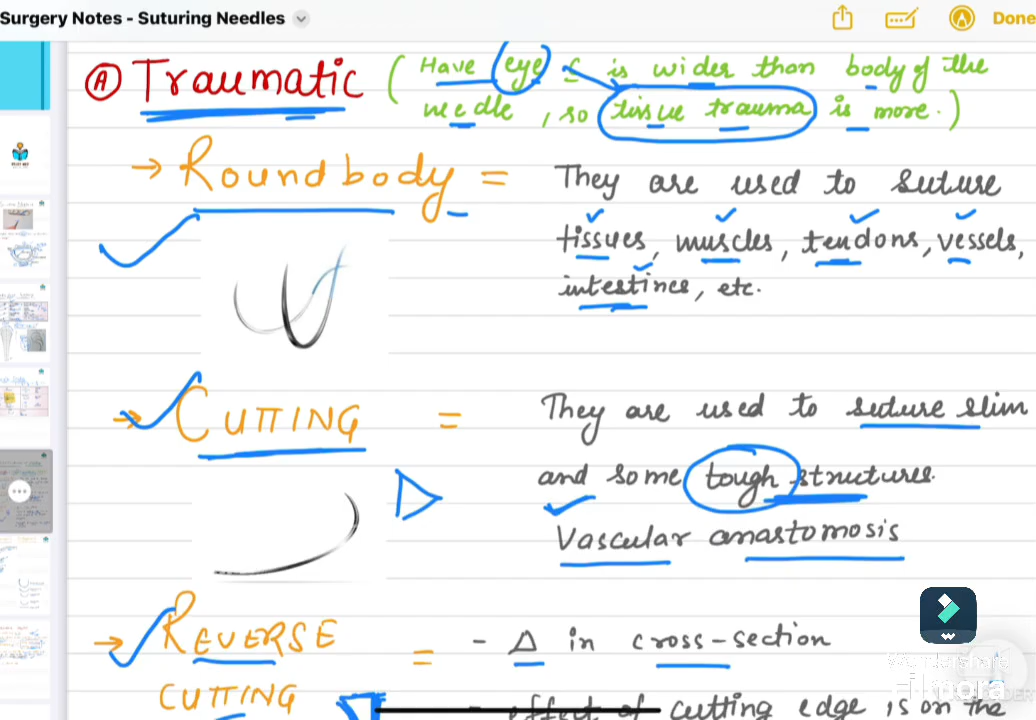 Surgery Notes - Suturing Needles
Done
Ⓐ Traumatic ( Have eye c̄ is wider than body of the
needle, so tissue trauma is more.)
→ Round body = They are used to suture
tissues, muscles, tendons, vessels,
intestines, etc.
→ CUTTING = They are used to suture slim
and some tough structures.
Vascular anastomosis
→ REVERSE = - Δ in cross-section
CUTTING - effect of cutting edge is on the
Wondershare
Filmora